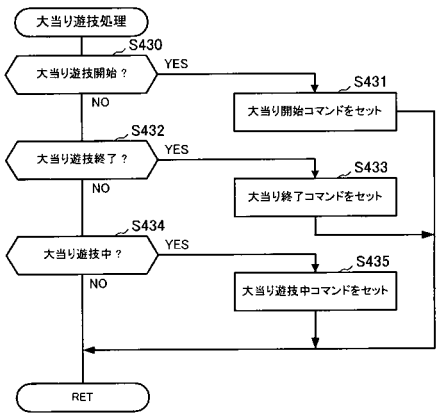 大当り遊技処理
S430
大当り遊技開始？
YES
S431
NO
大当り開始コマンドをセット
S432
大当り遊技終了？
YES
S433
NO
大当り終了コマンドをセット
S434
大当り遊技中？
YES
S435
NO
大当り遊技中コマンドをセット
RET